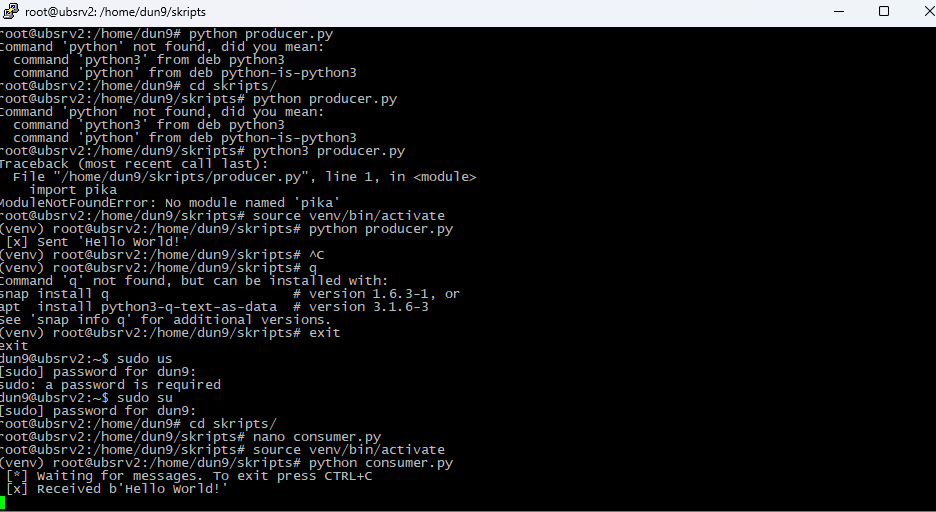 root@ubsrv2: /home/dun9/skripts
root@ubsrv2:/home/dun9# python producer.py
Command 'python' not found, did you mean:
  command 'python3' from deb python3
  command 'python' from deb python-is-python3
root@ubsrv2:/home/dun9# cd skripts/
root@ubsrv2:/home/dun9/skripts# python producer.py
Command 'python' not found, did you mean:
  command 'python3' from deb python3
  command 'python' from deb python-is-python3
root@ubsrv2:/home/dun9/skripts# python3 producer.py
Traceback (most recent call last):
  File "/home/dun9/skripts/producer.py", line 1, in <module>
    import pika
ModuleNotFoundError: No module named 'pika'
root@ubsrv2:/home/dun9/skripts# source venv/bin/activate
(venv) root@ubsrv2:/home/dun9/skripts# python producer.py
 [x] Sent 'Hello World!'
(venv) root@ubsrv2:/home/dun9/skripts# ^C
(venv) root@ubsrv2:/home/dun9/skripts# q
Command 'q' not found, but can be installed with:
snap install q                     # version 1.6.3-1, or
apt  install python3-q-text-as-data  # version 3.1.6-3
See 'snap info q' for additional versions.
(venv) root@ubsrv2:/home/dun9/skripts# exit
exit
dun9@ubsrv2:~$ sudo us
[sudo] password for dun9:
sudo: a password is required
dun9@ubsrv2:~$ sudo su
[sudo] password for dun9:
root@ubsrv2:/home/dun9# cd skripts/
root@ubsrv2:/home/dun9/skripts# nano consumer.py
root@ubsrv2:/home/dun9/skripts# source venv/bin/activate
(venv) root@ubsrv2:/home/dun9/skripts# python consumer.py
 [*] Waiting for messages. To exit press CTRL+C
 [x] Received b'Hello World!'